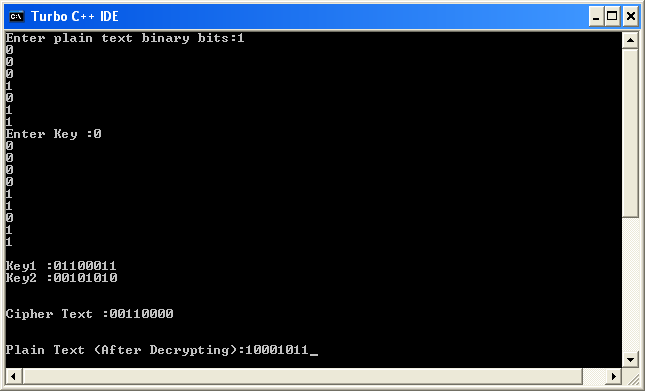 Turbo C++ IDE
Enter plain text binary bits:1
0
0
0
1
0
1
1
Enter Key :0
0
0
0
0
1
1
0
1
1
Key1 :01100011
Key2 :00101010
Cipher Text :00110000
Plain Text (After Decrypting):10001011_